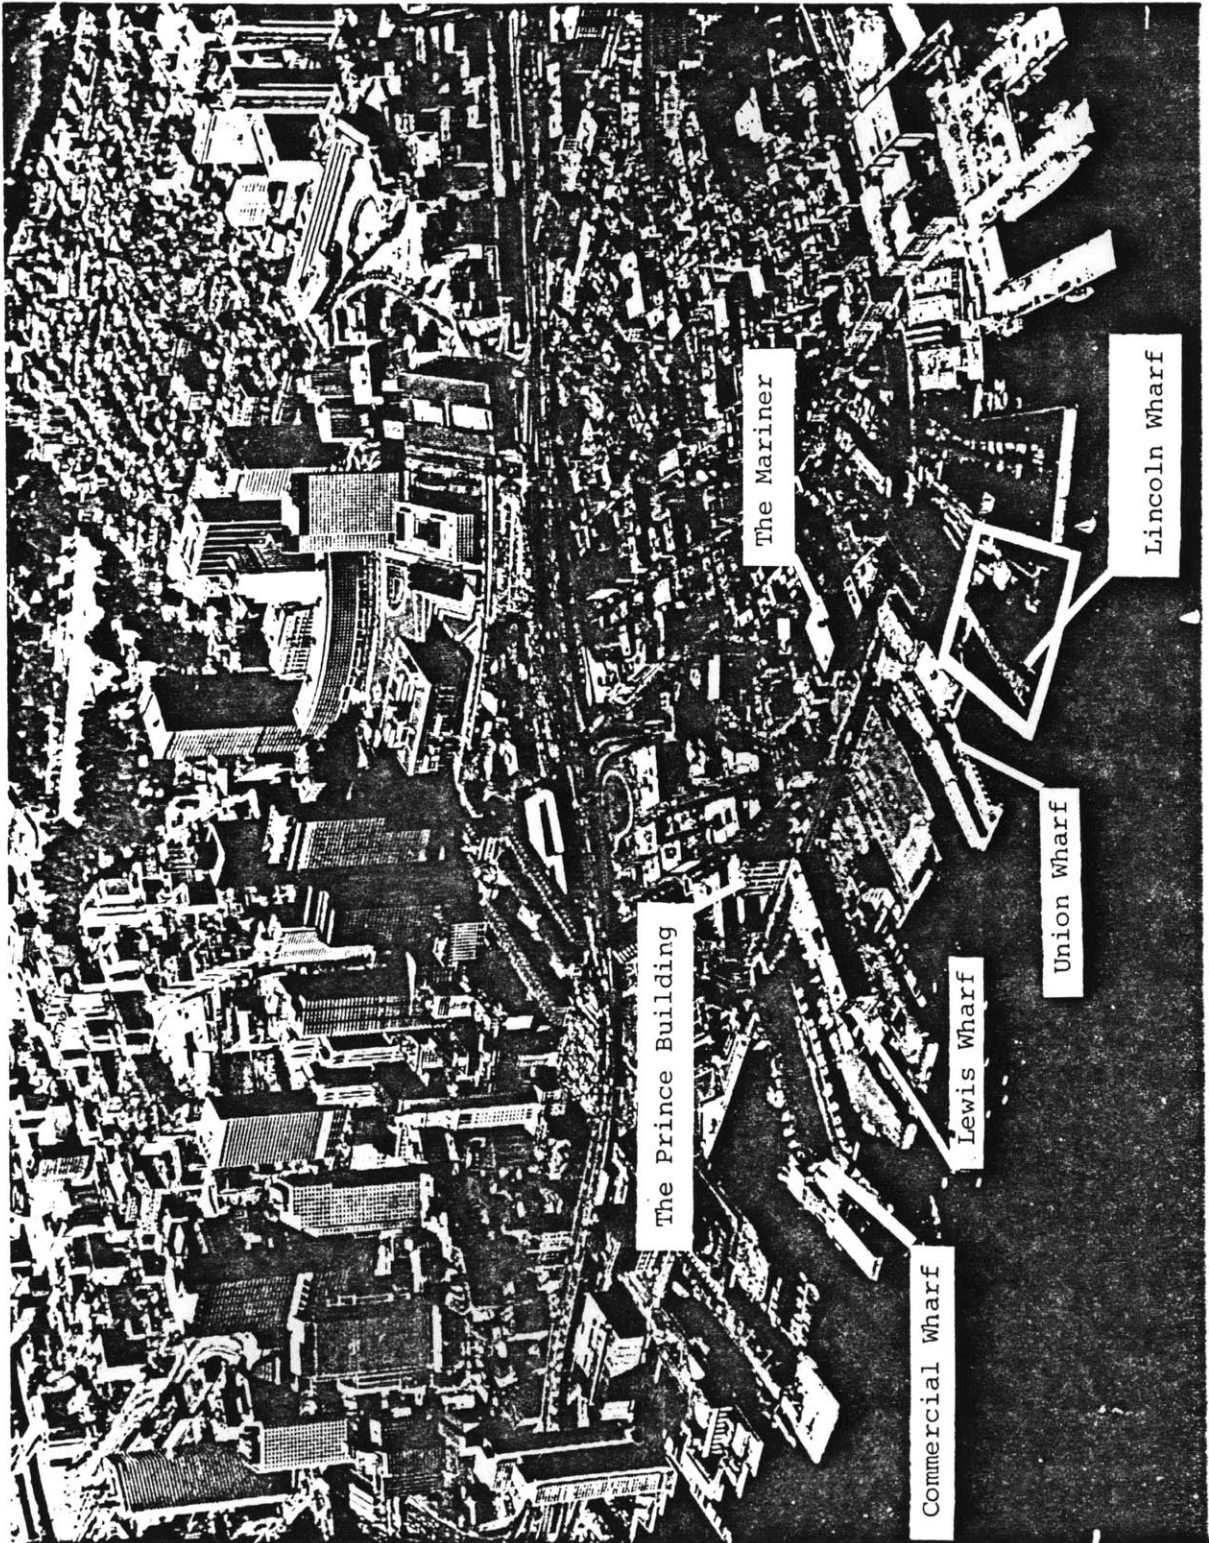 Commercial Wharf
The Prince Building
Lewis Wharf
Union Wharf
The Mariner
Lincoln Wharf